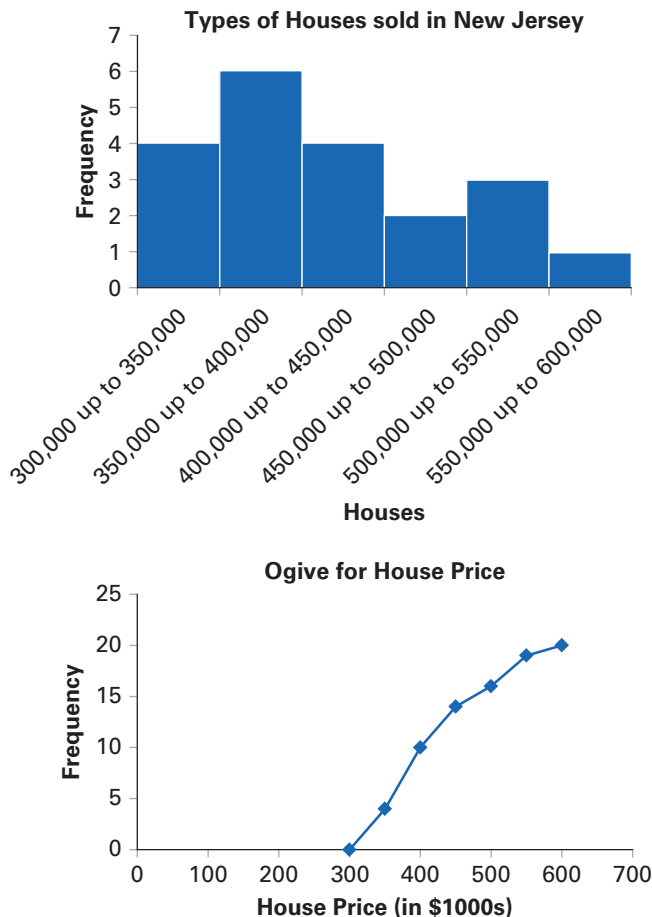 Types of Houses sold in New Jersey
Frequency
7
6
5
4
3
2
1
0
300,000 up to 350,000
350,000 up to 400,000
400,000 up to 450,000
450,000 up to 500,000
500,000 up to 550,000
550,000 up to 600,000
Houses
Ogive for House Price
Frequency
25
20
15
10
5
0
0 100 200 300 400 500 600 700
House Price (in $1000s)